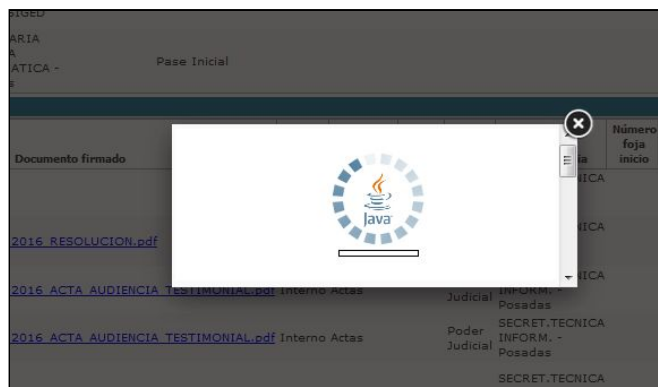 SIGED
ARIA
A
ATICA -
s
Pase Inicial
Documento firmado
ia
Número
foja
inicio
NICA
2016_RESOLUCION.pdf
NICA
Java
2016_ACTA_AUDIENCIA_TESTIMONIAL.pdf Interno Actas
Judicial
NICA
INFORM. -
Posadas
2016_ACTA_AUDIENCIA_TESTIMONIAL.pdf Interno Actas
Poder
Judicial
SECRET.TECNICA
INFORM. -
Posadas
SECRET.TECNICA